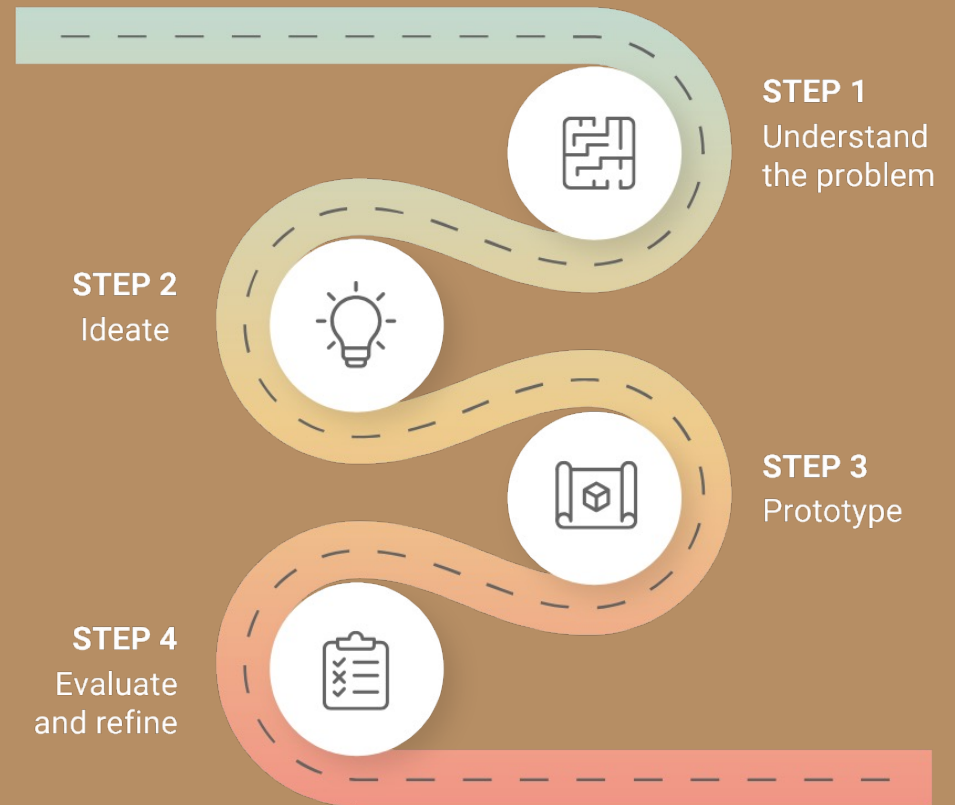 STEP 1
Understand
the problem
STEP 2
Ideate
STEP 3
Prototype
STEP 4
Evaluate
and refine